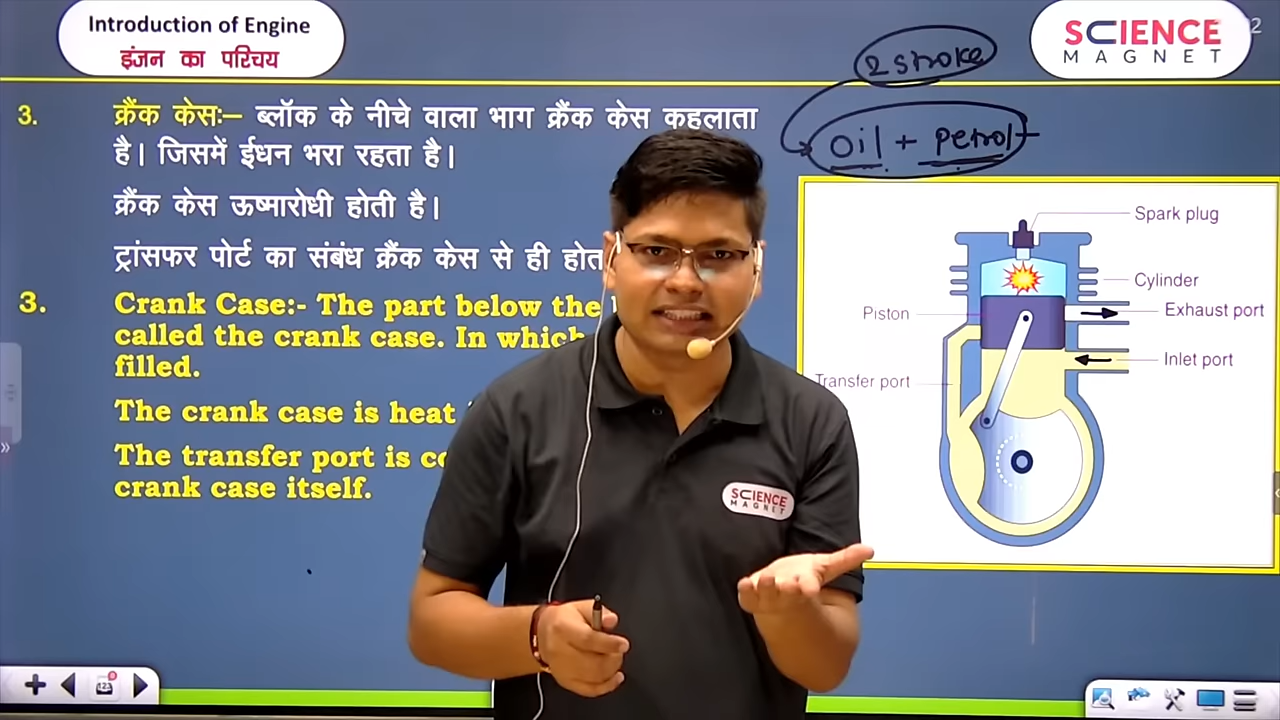 Introduction of Engine
इंजन का परिचय
SCIENCE
MAGNET
2
2 stroke
Oil + Petrol
3. क्रैंक केसः– ब्लॉक के नीचे वाला भाग क्रैंक केस कहलाता
है। जिसमें ईधन भरा रहता है।
क्रैंक केस ऊष्मारोधी होती है।
ट्रांसफर पोर्ट का संबंध क्रैंक केस से ही
3. Crank Case:- The part below the
called the crank case. In which
filled.
The crank case is heat
The transfer port is
crank case itself.
Spark plug
Cylinder
Piston
Exhaust port
Inlet port
Transfer port
SCIENCE
MAGNET
123